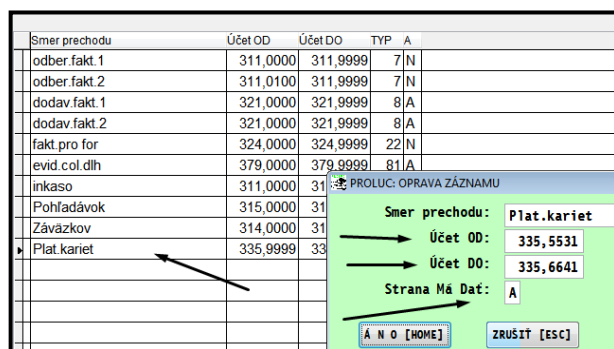 Smer prechodu Účet OD Účet DO TYP A
odber.fakt.1 311,0000 311,9999 7 N
odber.fakt.2 311,0100 311,9999 7 N
dodav.fakt.1 321,0000 321,9999 8 A
dodav.fakt.2 321,0000 321,9999 8 A
fakt.pro for 324,0000 324,9999 22 N
evid.col.dlh 379,0000 379,9999 81 A
inkaso 311,0000 31
Pohľadávok 315,0000 31
Záväzkov 314,0000 31
Plat.kariet 335,9999 33
PROLUC: OPRAVA ZÁZNAMU
Smer prechodu: Plat.kariet
Účet OD: 335,5531
Účet DO: 335,6641
Strana Má Dať: A
Á N O [HOME] ZRUŠIŤ [ESC]